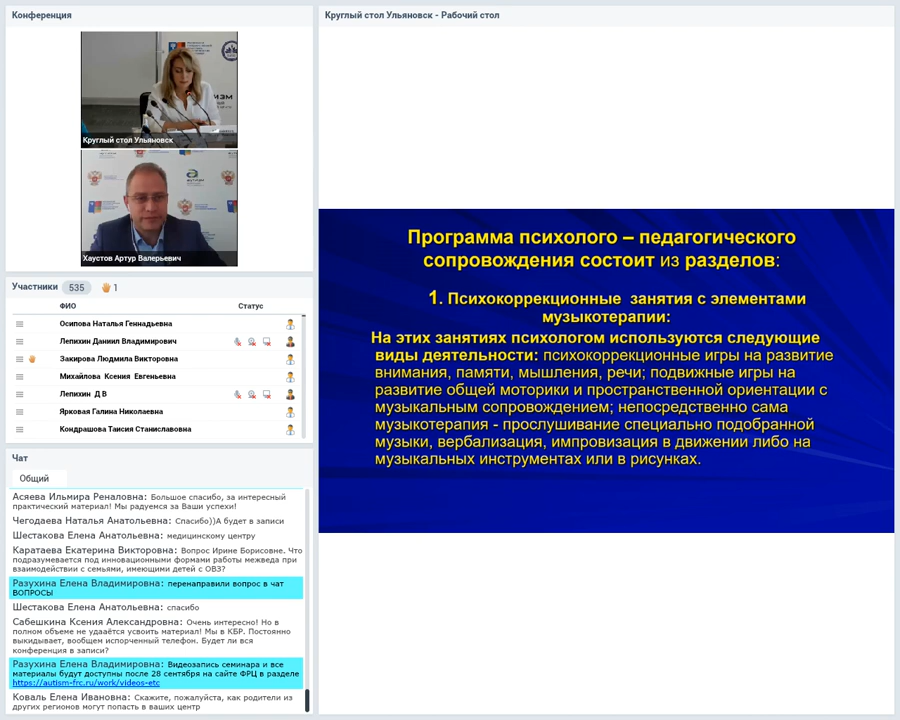 Конференция
Круглый стол Ульяновск
Хаустов Артур Валерьевич
Участники 535 1
ФИО Статус
Осипова Наталья Геннадьевна
Лепихин Даниил Владимирович
Закирова Людмила Викторовна
Михайлова Ксения Евгеньевна
Лепихин Д В
Ярковая Галина Николаевна
Кондрашова Таисия Станиславовна
Чат
Общий
Асяева Ильмира Реналовна: Большое спасибо, за интересный
практический материал! Мы радуемся за Ваши успехи!
Чегодаева Наталья Анатольевна: Спасибо))А будет в записи
Шестакова Елена Анатольевна: медицинскому центру
Каратаева Екатерина Викторовна: Вопрос Ирине Борисовне. Что
подразумевается под инновационными формами работы межведа при
взаимодействии с семьями, имеющими детей с ОВЗ?
Разухина Елена Владимировна: перенаправили вопрос в чат
ВОПРОСЫ
Шестакова Елена Анатольевна: спасибо
Сабешкина Ксения Александровна: Очень интересно! Но в
полном объеме не удааётся усвоить материал! Мы в КБР. Постоянно
выкидывает, вообщем испорченный телефон. Будет ли вся
конференция в записи?
Разухина Елена Владимировна: Видеозапись семинара и все
материалы будут доступны после 28 сентября на сайте ФРЦ в разделе
https://autism-frc.ru/work/videos-etc
Коваль Елена Ивановна: Скажите, пожалуйста, как родители из
других регионов могут попасть в ваших центр
Круглый стол Ульяновск - Рабочий стол
Программа психолого – педагогического
сопровождения состоит из разделов:
1. Психокоррекционные занятия с элементами
музыкотерапии:
На этих занятиях психологом используются следующие
виды деятельности: психокоррекционные игры на развитие
внимания, памяти, мышления, речи; подвижные игры на
развитие общей моторики и пространственной ориентации с
музыкальным сопровождением; непосредственно сама
музыкотерапия - прослушивание специально подобранной
музыки, вербализация, импровизация в движении либо на
музыкальных инструментах или в рисунках.